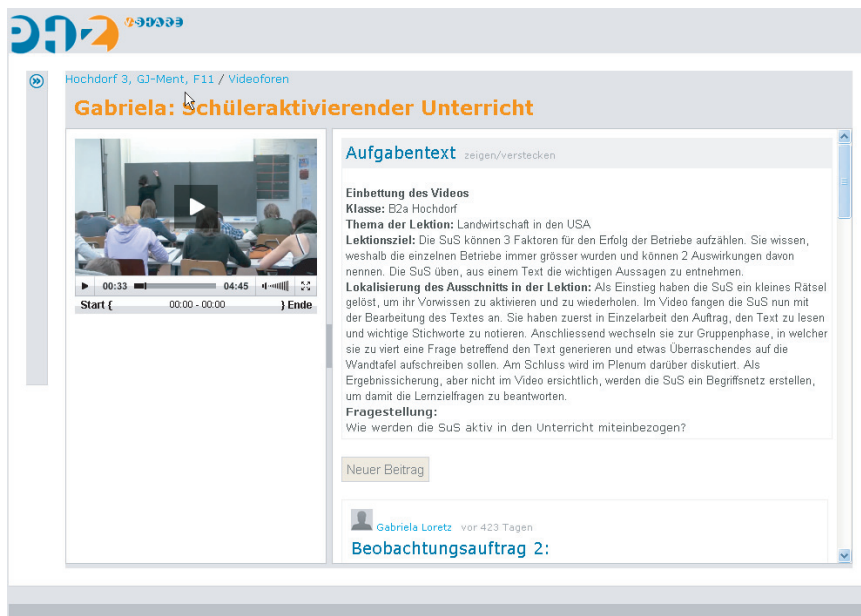 PHZ vSHARE
Hochdorf 3, GJ-Ment, F11 / Videoforen
Gabriela: Schüleraktivierender Unterricht
00:33
04:45
Start {
00:00 - 00:00
} Ende
Aufgabentext zeigen/verstecken
Einbettung des Videos
Klasse: B2a Hochdorf
Thema der Lektion: Landwirtschaft in den USA
Lektionsziel: Die SuS können 3 Faktoren für den Erfolg der Betriebe aufzählen. Sie wissen,
weshalb die einzelnen Betriebe immer grösser wurden und können 2 Auswirkungen davon
nennen. Die SuS üben, aus einem Text die wichtigen Aussagen zu entnehmen.
Lokalisierung des Ausschnitts in der Lektion: Als Einstieg haben die SuS ein kleines Rätsel
gelöst, um ihr Vorwissen zu aktivieren und zu wiederholen. Im Video fangen die SuS nun mit
der Bearbeitung des Textes an. Sie haben zuerst in Einzelarbeit den Auftrag, den Text zu lesen
und wichtige Stichworte zu notieren. Anschliessend wechseln sie zur Gruppenphase, in welcher
sie zu viert eine Frage betreffend den Text generieren und etwas Überraschendes auf die
Wandtafel aufschreiben sollen. Am Schluss wird im Plenum darüber diskutiert. Als
Ergebnissicherung, aber nicht im Video ersichtlich, werden die SuS ein Begriffsnetz erstellen,
um damit die Lernzielfragen zu beantworten.
Fragestellung:
Wie werden die SuS aktiv in den Unterricht miteinbezogen?
Neuer Beitrag
Gabriela Loretz vor 423 Tagen
Beobachtungsauftrag 2: